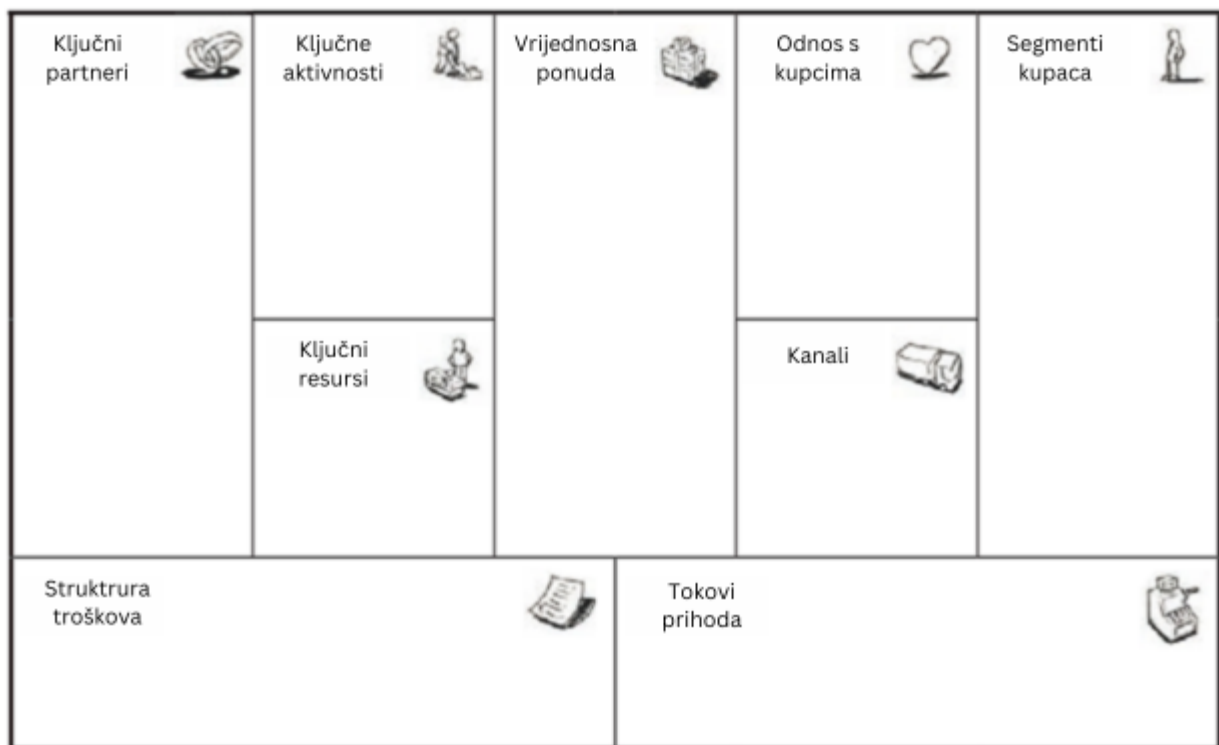 Ključni
partneri
Ključne
aktivnosti
Vrijednosna
ponuda
Odnos s
kupcima
Segmenti
kupaca
Ključni
resursi
Kanali
Struktrura
troškova
Tokovi
prihoda